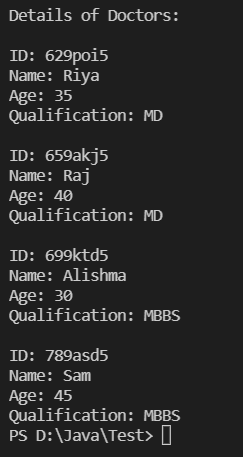 Details of Doctors:
ID: 629poi5
Name: Riya
Age: 35
Qualification: MD
ID: 659akj5
Name: Raj
Age: 40
Qualification: MD
ID: 699ktd5
Name: Alishma
Age: 30
Qualification: MBBS
ID: 789asd5
Name: Sam
Age: 45
Qualification: MBBS
PS D:\Java\Test>